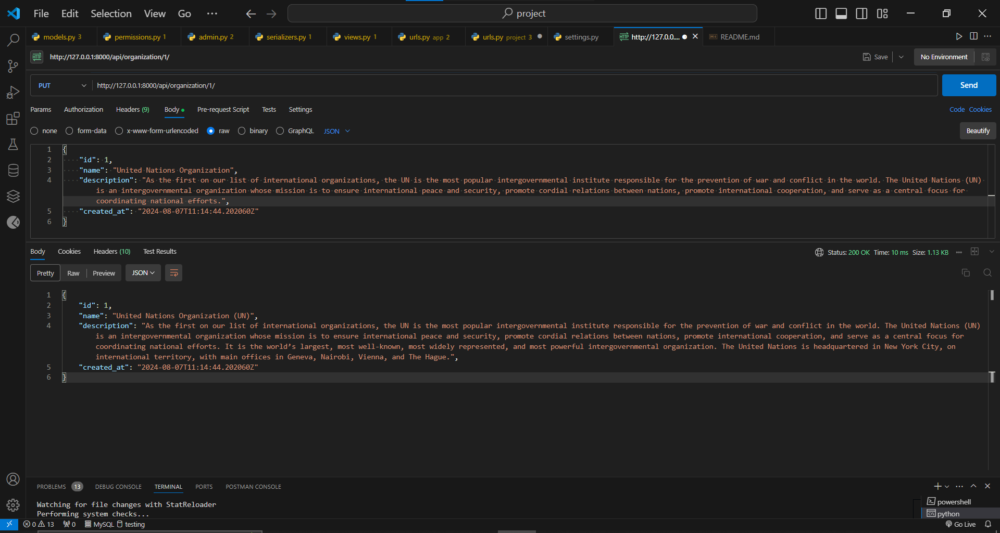 File Edit Selection View Go ··· project
models.py 3 permissions.py 1 admin.py 2 serializers.py 1 views.py 1 urls.py app 2 urls.py project 3 settings.py HTTP http://127.0.0.... README.md
HTTP http://127.0.0.1:8000/api/organization/1/ Save No Environment
PUT http://127.0.0.1:8000/api/organization/1/ Send
Params Authorization Headers (9) Body Pre-request Script Tests Settings Code Cookies
none form-data x-www-form-urlencoded raw binary GraphQL JSON Beautify
1 {
2 "id": 1,
3 "name": "United Nations Organization",
4 "description": "As the first on our list of international organizations, the UN is the most popular intergovernmental institute responsible for the prevention of war and conflict in the world. The United Nations (UN)
is an intergovernmental organization whose mission is to ensure international peace and security, promote cordial relations between nations, promote international cooperation, and serve as a central focus for
coordinating national efforts.",
5 "created_at": "2024-08-07T11:14:44.202060Z"
6 }
Body Cookies Headers (10) Test Results Status: 200 OK Time: 10 ms Size: 1.13 KB
Pretty Raw Preview JSON
1 {
2 "id": 1,
3 "name": "United Nations Organization (UN)",
4 "description": "As the first on our list of international organizations, the UN is the most popular intergovernmental institute responsible for the prevention of war and conflict in the world. The United Nations (UN)
is an intergovernmental organization whose mission is to ensure international peace and security, promote cordial relations between nations, promote international cooperation, and serve as a central focus for
coordinating national efforts. It is the world’s largest, most well-known, most widely represented, and most powerful intergovernmental organization. The United Nations is headquartered in New York City, on
international territory, with main offices in Geneva, Nairobi, Vienna, and The Hague.",
5 "created_at": "2024-08-07T11:14:44.202060Z"
6 }
PROBLEMS 13 DEBUG CONSOLE TERMINAL PORTS POSTMAN CONSOLE
Watching for file changes with StatReloader
Performing system checks...
powershell
python
0 13 0 MySQL testing Go Live